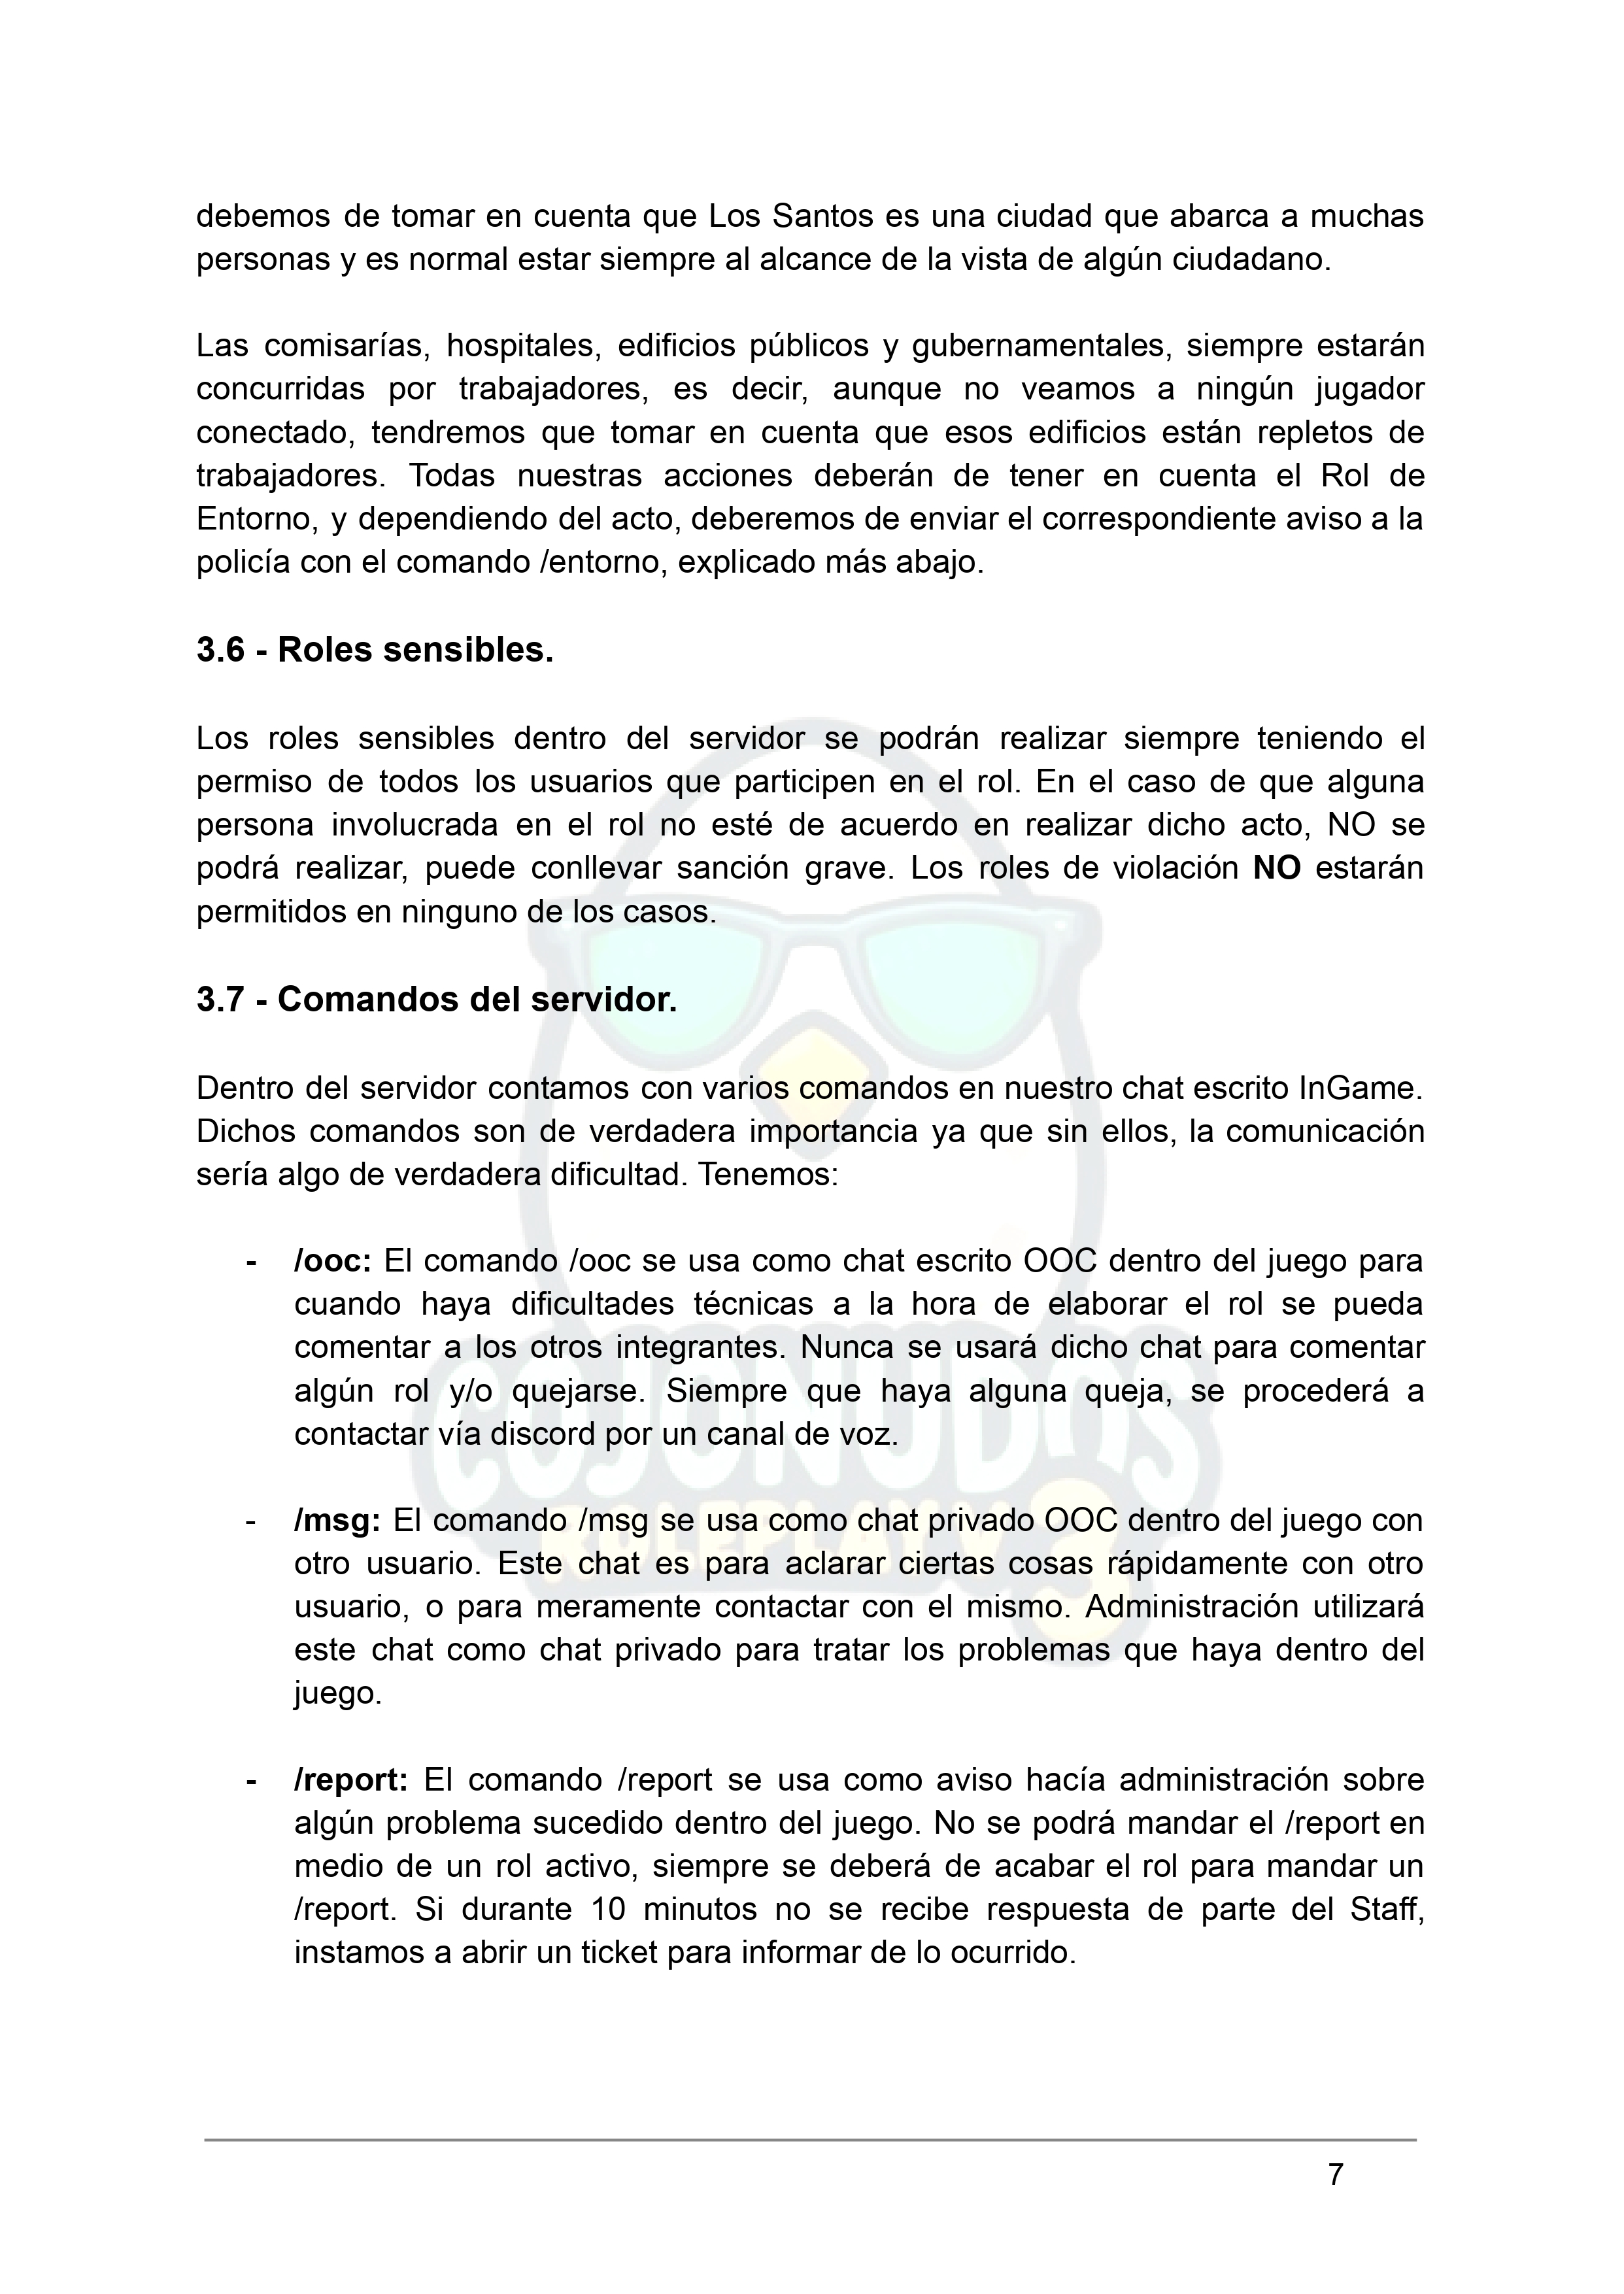 debemos de tomar en cuenta que Los Santos es una ciudad que abarca a muchas
personas y es normal estar siempre al alcance de la vista de algún ciudadano.
Las comisarías, hospitales, edificios públicos y gubernamentales, siempre estarán
concurridas por trabajadores, es decir, aunque no veamos a ningún jugador
conectado, tendremos que tomar en cuenta que esos edificios están repletos de
trabajadores. Todas nuestras acciones deberán de tener en cuenta el Rol de
Entorno, y dependiendo del acto, deberemos de enviar el correspondiente aviso a la
policía con el comando /entorno, explicado más abajo.
3.6 - Roles sensibles.
Los roles sensibles dentro del servidor se podrán realizar siempre teniendo el
permiso de todos los usuarios que participen en el rol. En el caso de que alguna
persona involucrada en el rol no esté de acuerdo en realizar dicho acto, NO se
podrá realizar, puede conllevar sanción grave. Los roles de violación NO estarán
permitidos en ninguno de los casos.
3.7 - Comandos del servidor.
Dentro del servidor contamos con varios comandos en nuestro chat escrito InGame.
Dichos comandos son de verdadera importancia ya que sin ellos, la comunicación
sería algo de verdadera dificultad. Tenemos:
- /ooc: El comando /ooc se usa como chat escrito OOC dentro del juego para
cuando haya dificultades técnicas a la hora de elaborar el rol se pueda
comentar a los otros integrantes. Nunca se usará dicho chat para comentar
algún rol y/o quejarse. Siempre que haya alguna queja, se procederá a
contactar vía discord por un canal de voz.
- /msg: El comando /msg se usa como chat privado OOC dentro del juego con
otro usuario. Este chat es para aclarar ciertas cosas rápidamente con otro
usuario, o para meramente contactar con el mismo. Administración utilizará
este chat como chat privado para tratar los problemas que haya dentro del
juego.
- /report: El comando /report se usa como aviso hacía administración sobre
algún problema sucedido dentro del juego. No se podrá mandar el /report en
medio de un rol activo, siempre se deberá de acabar el rol para mandar un
/report. Si durante 10 minutos no se recibe respuesta de parte del Staff,
instamos a abrir un ticket para informar de lo ocurrido.
COJONUDOS
ROLEPLAY V3
7